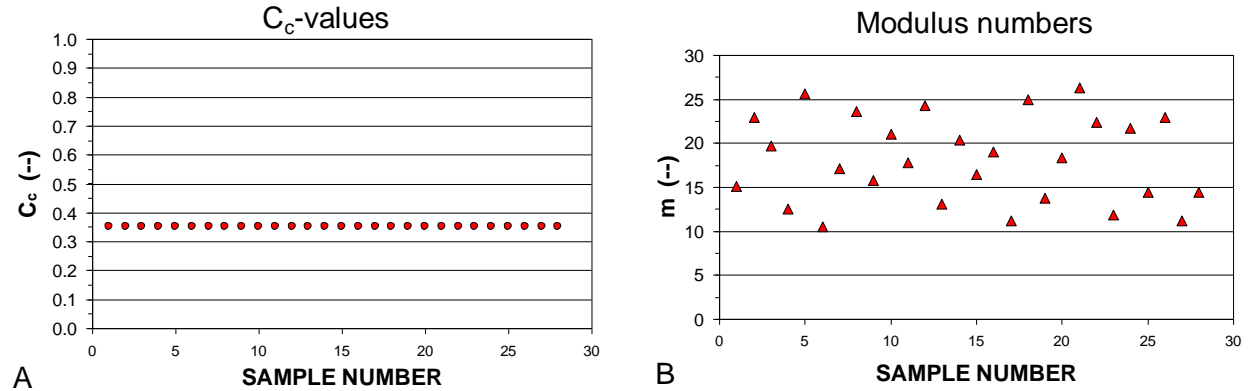 Cc-values
1.0
0.9
0.8
0.7
0.6
0.5
0.4
0.3
0.2
0.1
0.0
Cc (--)
0 5 10 15 20 25 30
SAMPLE NUMBER
A
Modulus numbers
30
25
20
15
10
5
0
m (--)
0 5 10 15 20 25 30
SAMPLE NUMBER
B